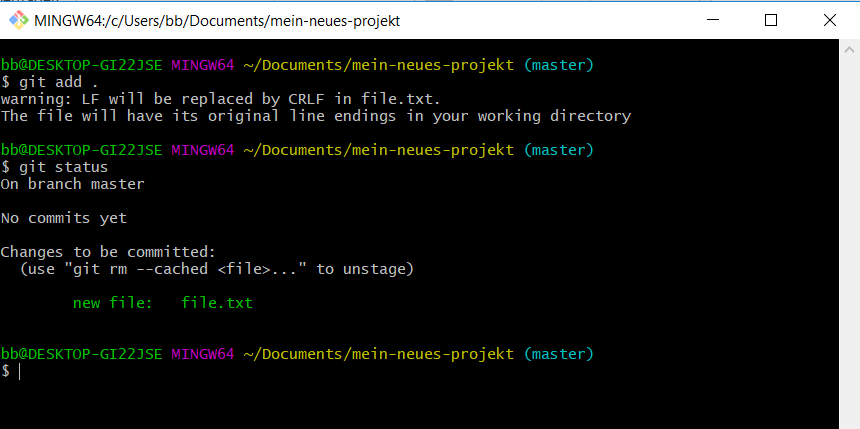 MINGW64:/c/Users/bb/Documents/mein-neues-projekt
bb@DESKTOP-GI22JSE MINGW64 ~/Documents/mein-neues-projekt (master)
$ git add .
warning: LF will be replaced by CRLF in file.txt.
The file will have its original line endings in your working directory
bb@DESKTOP-GI22JSE MINGW64 ~/Documents/mein-neues-projekt (master)
$ git status
On branch master
No commits yet
Changes to be committed:
(use "git rm --cached <file>..." to unstage)
new file: file.txt
bb@DESKTOP-GI22JSE MINGW64 ~/Documents/mein-neues-projekt (master)
$